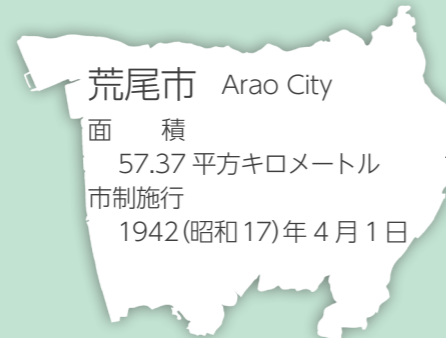 荒尾市 Arao City
面　積
57.37 平方キロメートル
市制施行
1942(昭和17)年4月1日